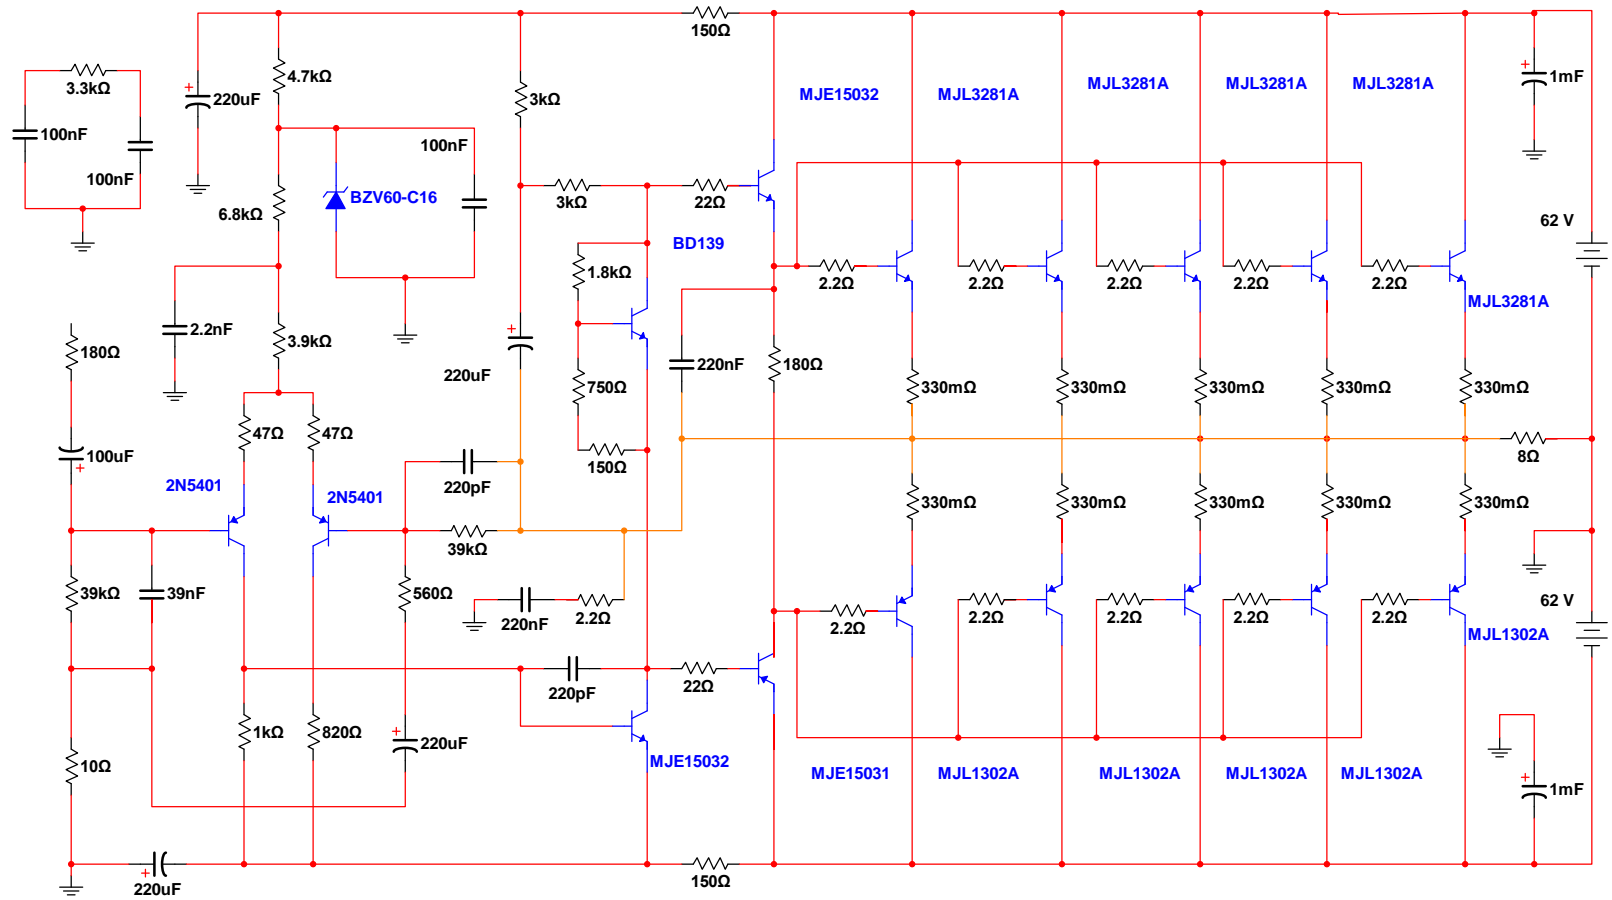 150Ω
4.7kΩ
3.3kΩ
220uF
3kΩ
MJE15032
MJL3281A
MJL3281A
MJL3281A
MJL3281A
1mF
100nF
100nF
100nF
BZV60-C16
3kΩ
22Ω
6.8kΩ
62 V
BD139
1.8kΩ
2.2Ω
2.2Ω
2.2Ω
2.2Ω
2.2Ω
MJL3281A
2.2nF
3.9kΩ
180Ω
220uF
220nF
180Ω
750Ω
330mΩ
330mΩ
330mΩ
330mΩ
330mΩ
47Ω
47Ω
100uF
150Ω
8Ω
220pF
2N5401
2N5401
330mΩ
330mΩ
330mΩ
330mΩ
330mΩ
39kΩ
39kΩ
39nF
560Ω
220nF
2.2Ω
2.2Ω
2.2Ω
2.2Ω
2.2Ω
2.2Ω
62 V
MJL1302A
220pF
22Ω
1kΩ
820Ω
220uF
10Ω
MJE15032
MJE15031
MJL1302A
MJL1302A
MJL1302A
MJL1302A
1mF
220uF
150Ω